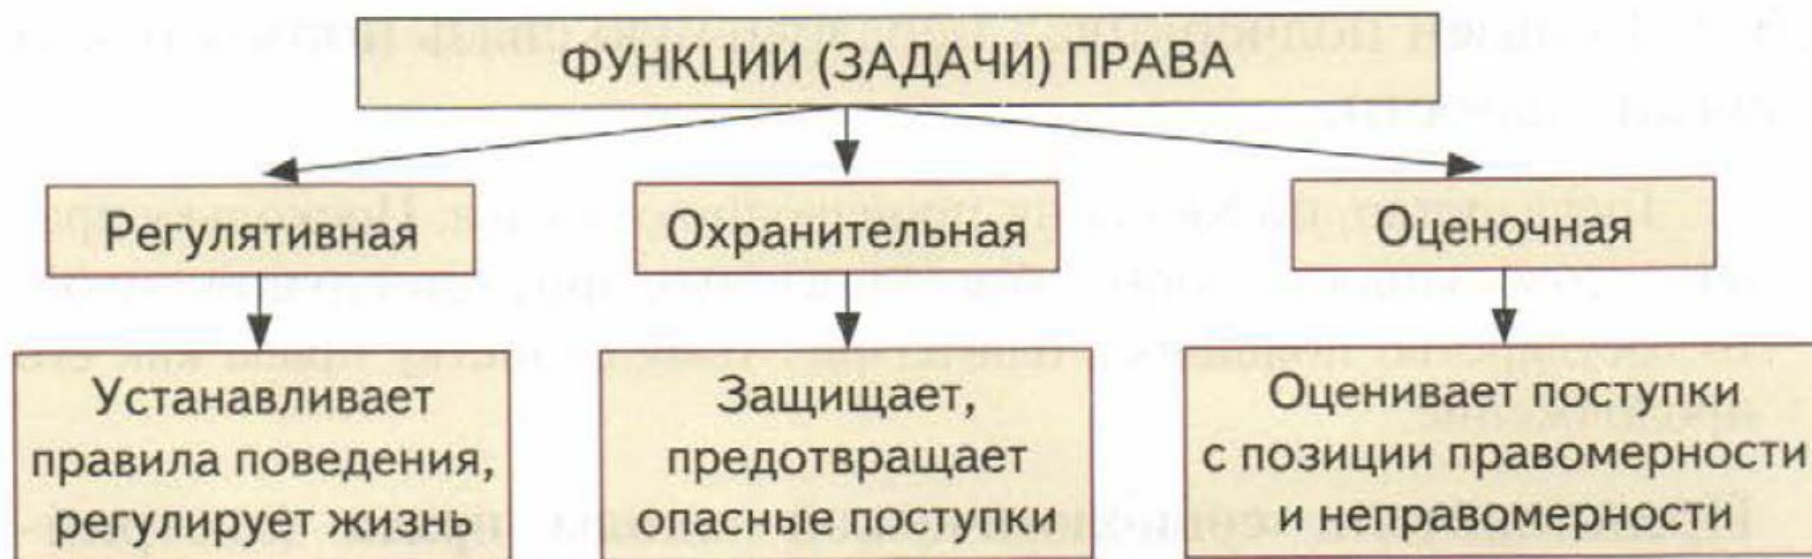 ФУНКЦИИ (ЗАДАЧИ) ПРАВА
Регулятивная
Охранительная
Оценочная
Устанавливает
правила поведения,
регулирует жизнь
Защищает,
предотвращает
опасные поступки
Оценивает поступки
с позиции правомерности
и неправомерности